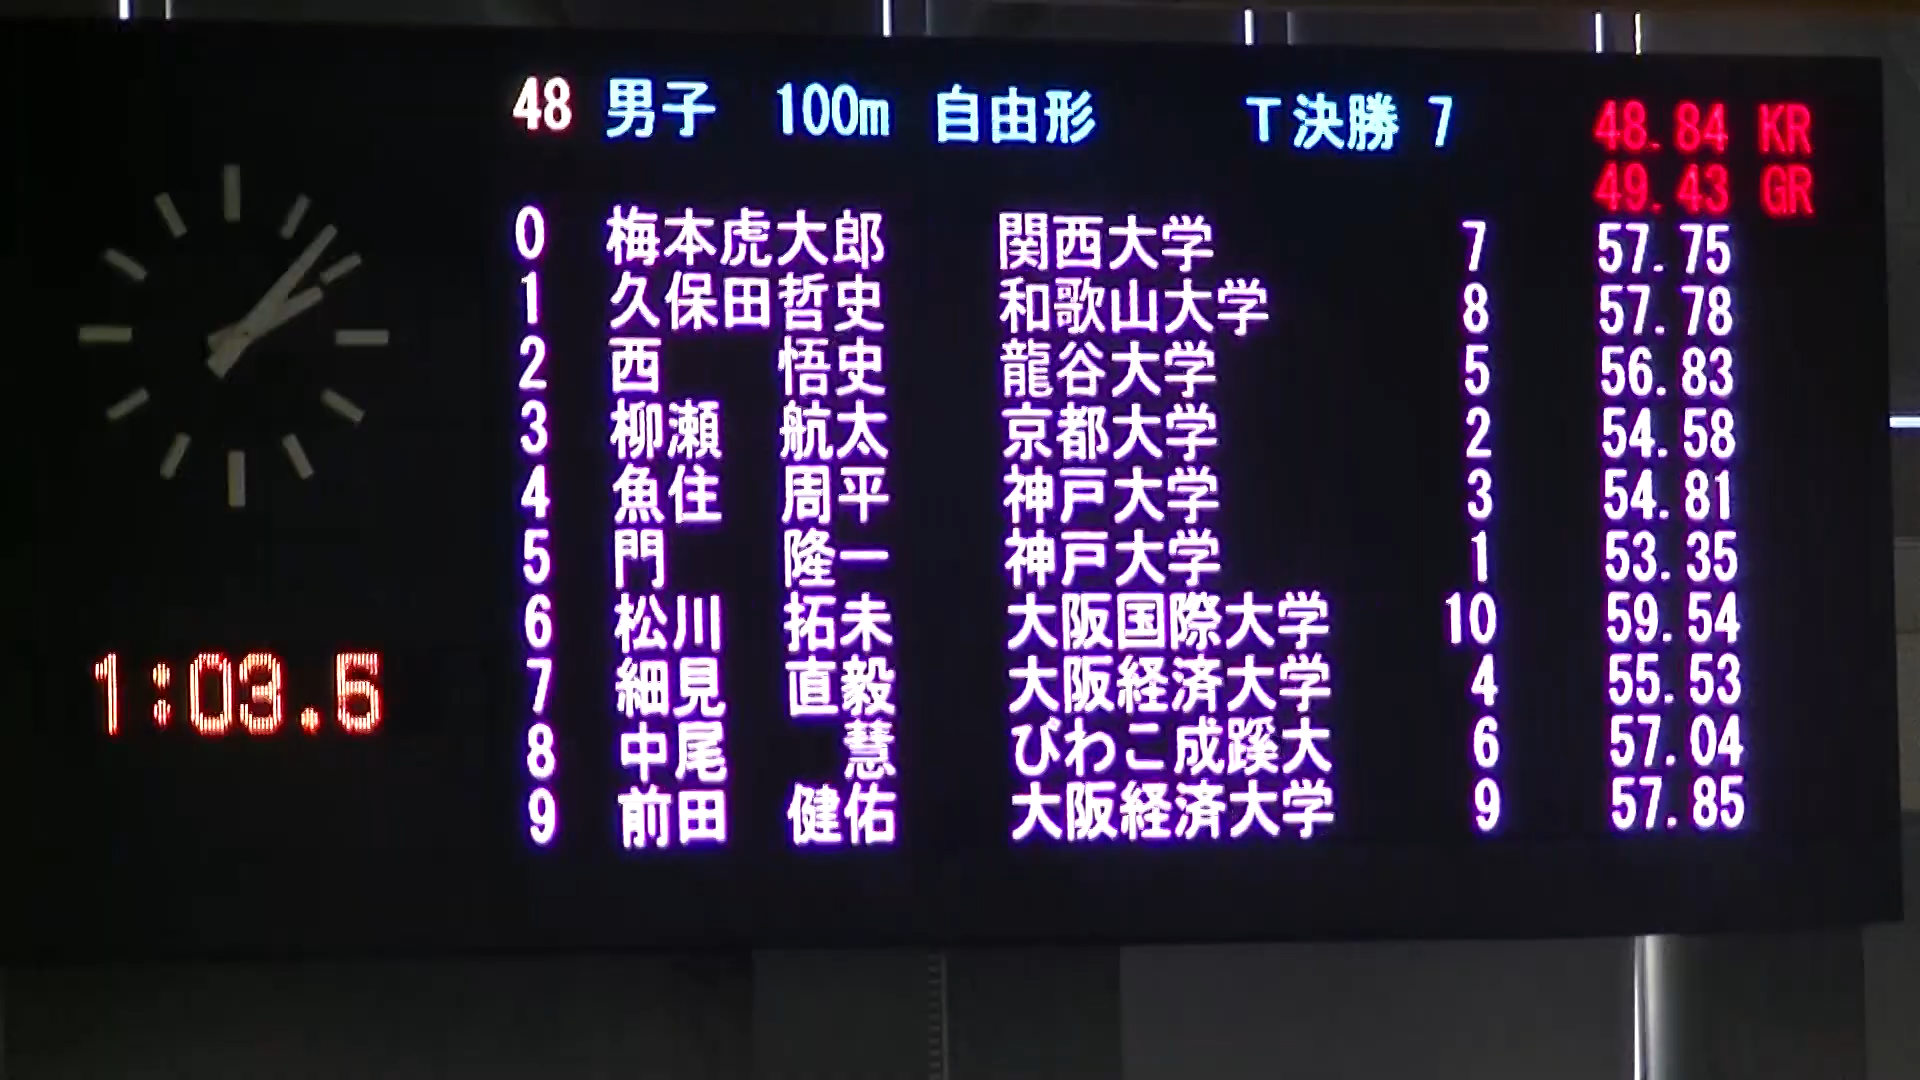 48 男子 100m 自由形 T決勝 7 48.84 KR
49.43 GR
0 梅本虎大郎 関西大学 7 57.75
1 久保田哲史 和歌山大学 8 57.78
2 西 悟史 龍谷大学 5 56.83
3 柳瀬 航太 京都大学 2 54.58
4 魚住 周平 神戸大学 3 54.81
5 門 隆一 神戸大学 1 53.35
6 松川 拓未 大阪国際大学 10 59.54
7 細見 直毅 大阪経済大学 4 55.53
8 中尾 慧 びわこ成蹊大 6 57.04
9 前田 健佑 大阪経済大学 9 57.85
1:03.5